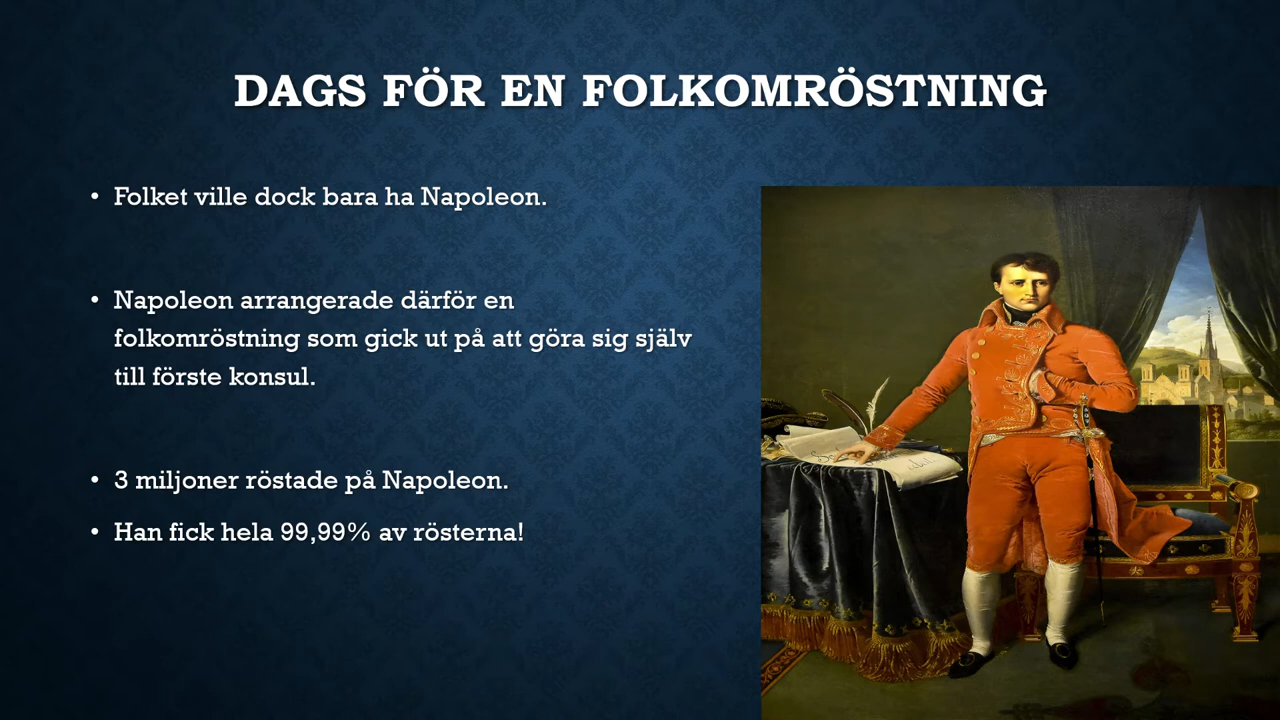 DAGS FÖR EN FOLKOMRÖSTNING
• Folket ville dock bara ha Napoleon.
• Napoleon arrangerade därför en
folkomröstning som gick ut på att göra sig själv
till förste konsul.
• 3 miljoner röstade på Napoleon.
• Han fick hela 99,99% av rösterna!